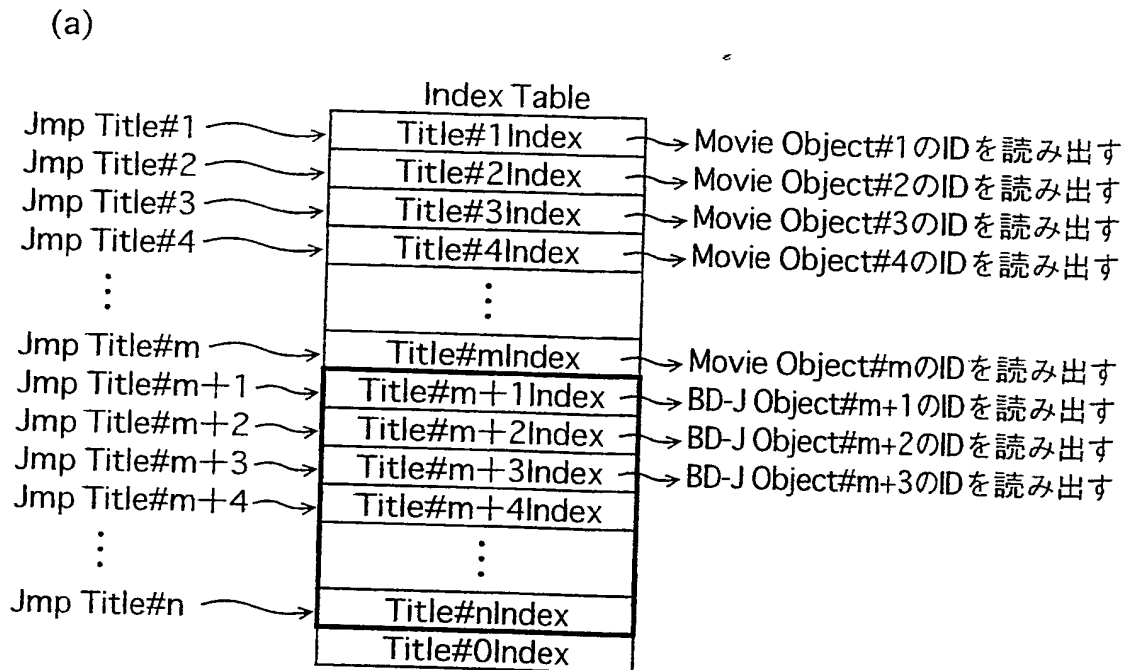 (a)
Index Table
Jmp Title#1 Title#1Index Movie Object#1のIDを読み出す
Jmp Title#2 Title#2Index Movie Object#2のIDを読み出す
Jmp Title#3 Title#3Index Movie Object#3のIDを読み出す
Jmp Title#4 Title#4Index Movie Object#4のIDを読み出す
⋮ ⋮
Jmp Title#m Title#mIndex Movie Object#mのIDを読み出す
Jmp Title#m+1 Title#m+1Index BD-J Object#m+1のIDを読み出す
Jmp Title#m+2 Title#m+2Index BD-J Object#m+2のIDを読み出す
Jmp Title#m+3 Title#m+3Index BD-J Object#m+3のIDを読み出す
Jmp Title#m+4 Title#m+4Index
⋮ ⋮
Jmp Title#n Title#nIndex
Title#0Index